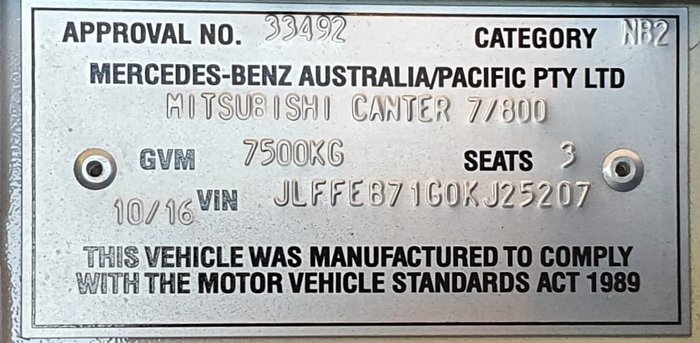 APPROVAL NO. 33492 CATEGORY NB2
MERCEDES-BENZ AUSTRALIA/PACIFIC PTY LTD
MITSUBISHI CANTER 7/800
GVM 7500KG SEATS 3
10/16 VIN JLFFEB71G0KJ25207
THIS VEHICLE WAS MANUFACTURED TO COMPLY
WITH THE MOTOR VEHICLE STANDARDS ACT 1989